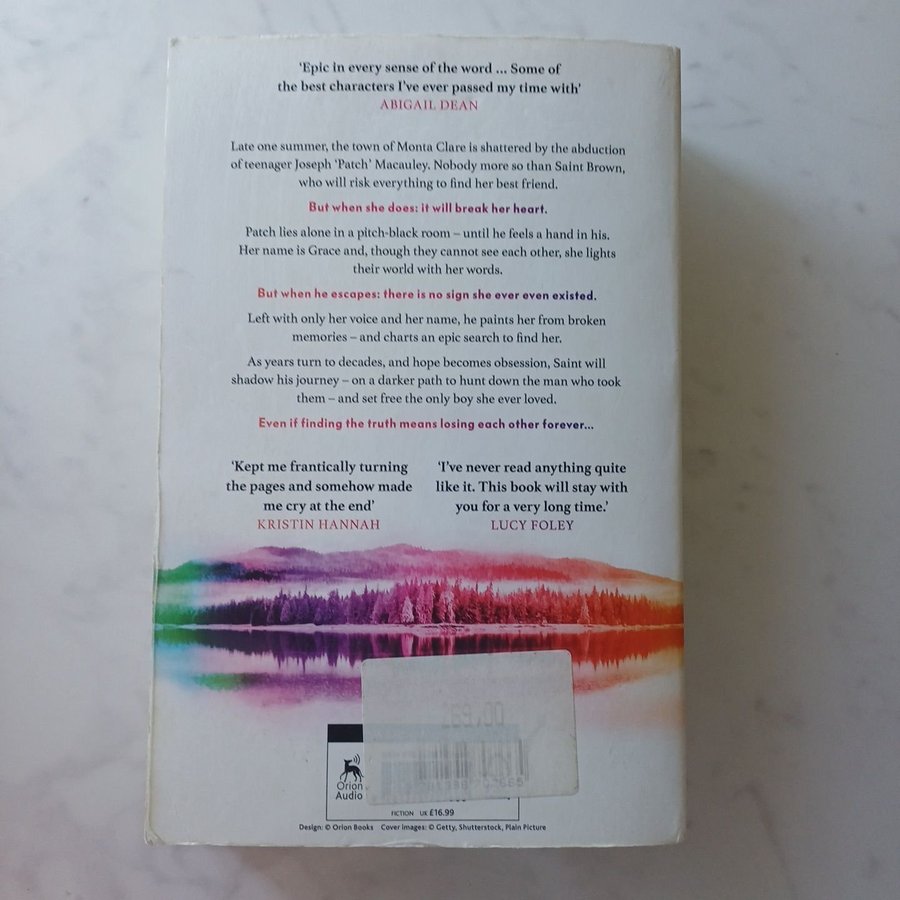 ‘Epic in every sense of the word ... Some of
the best characters I’ve ever passed my time with’
ABIGAIL DEAN
Late one summer, the town of Monta Clare is shattered by the abduction
of teenager Joseph ‘Patch’ Macauley. Nobody more so than Saint Brown,
who will risk everything to find her best friend.
But when she does: it will break her heart.
Patch lies alone in a pitch-black room – until he feels a hand in his.
Her name is Grace and, though they cannot see each other, she lights
their world with her words.
But when he escapes: there is no sign she ever even existed.
Left with only her voice and her name, he paints her from broken
memories – and charts an epic search to find her.
As years turn to decades, and hope becomes obsession, Saint will
shadow his journey – on a darker path to hunt down the man who took
them – and set free the only boy she ever loved.
Even if finding the truth means losing each other forever...
‘Kept me frantically turning
the pages and somehow made
me cry at the end’
KRISTIN HANNAH
‘I’ve never read anything quite
like it. This book will stay with
you for a very long time.’
LUCY FOLEY
Orion
Audio
FICTION UK £16.99
Design: © Orion Books Cover images: © Getty, Shutterstock, Plain Picture